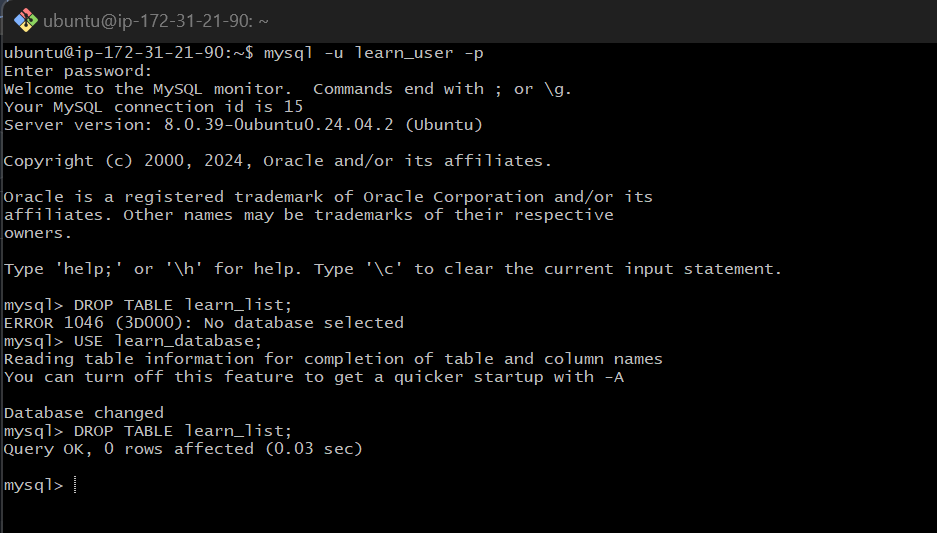 ubuntu@ip-172-31-21-90: ~
ubuntu@ip-172-31-21-90:~$ mysql -u learn_user -p
Enter password:
Welcome to the MySQL monitor.  Commands end with ; or \g.
Your MySQL connection id is 15
Server version: 8.0.39-0ubuntu0.24.04.2 (Ubuntu)
Copyright (c) 2000, 2024, Oracle and/or its affiliates.
Oracle is a registered trademark of Oracle Corporation and/or its
affiliates. Other names may be trademarks of their respective
owners.
Type 'help;' or '\h' for help. Type '\c' to clear the current input statement.
mysql> DROP TABLE learn_list;
ERROR 1046 (3D000): No database selected
mysql> USE learn_database;
Reading table information for completion of table and column names
You can turn off this feature to get a quicker startup with -A
Database changed
mysql> DROP TABLE learn_list;
Query OK, 0 rows affected (0.03 sec)
mysql>